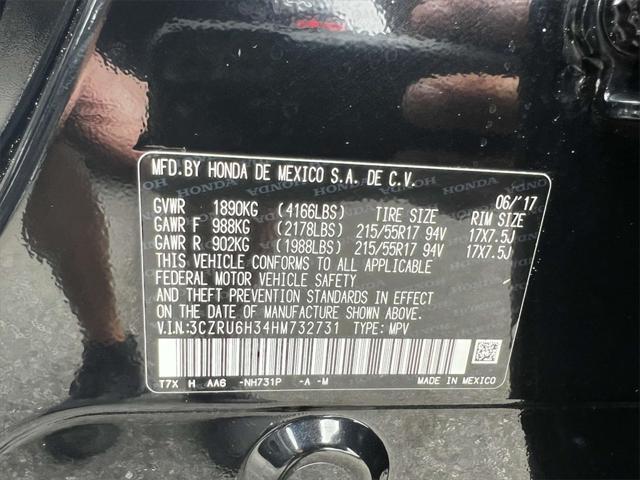 MFD.BY HONDA DE MEXICO S.A. DE C.V.
06/'17
GVWR 1890KG (4166LBS) TIRE SIZE RIM SIZE
GAWR F 988KG (2178LBS) 215/55R17 94V 17X7.5J
GAWR R 902KG (1988LBS) 215/55R17 94V 17X7.5J
THIS VEHICLE CONFORMS TO ALL APPLICABLE
FEDERAL MOTOR VEHICLE SAFETY
AND THEFT PREVENTION STANDARDS IN EFFECT
ON THE DATE OF MANUFACTURE SHOWN ABOVE.
V.I.N:3CZRU6H34HM732731 TYPE: MPV
T7X H AA6 -NH731P -A -M MADE IN MEXICO